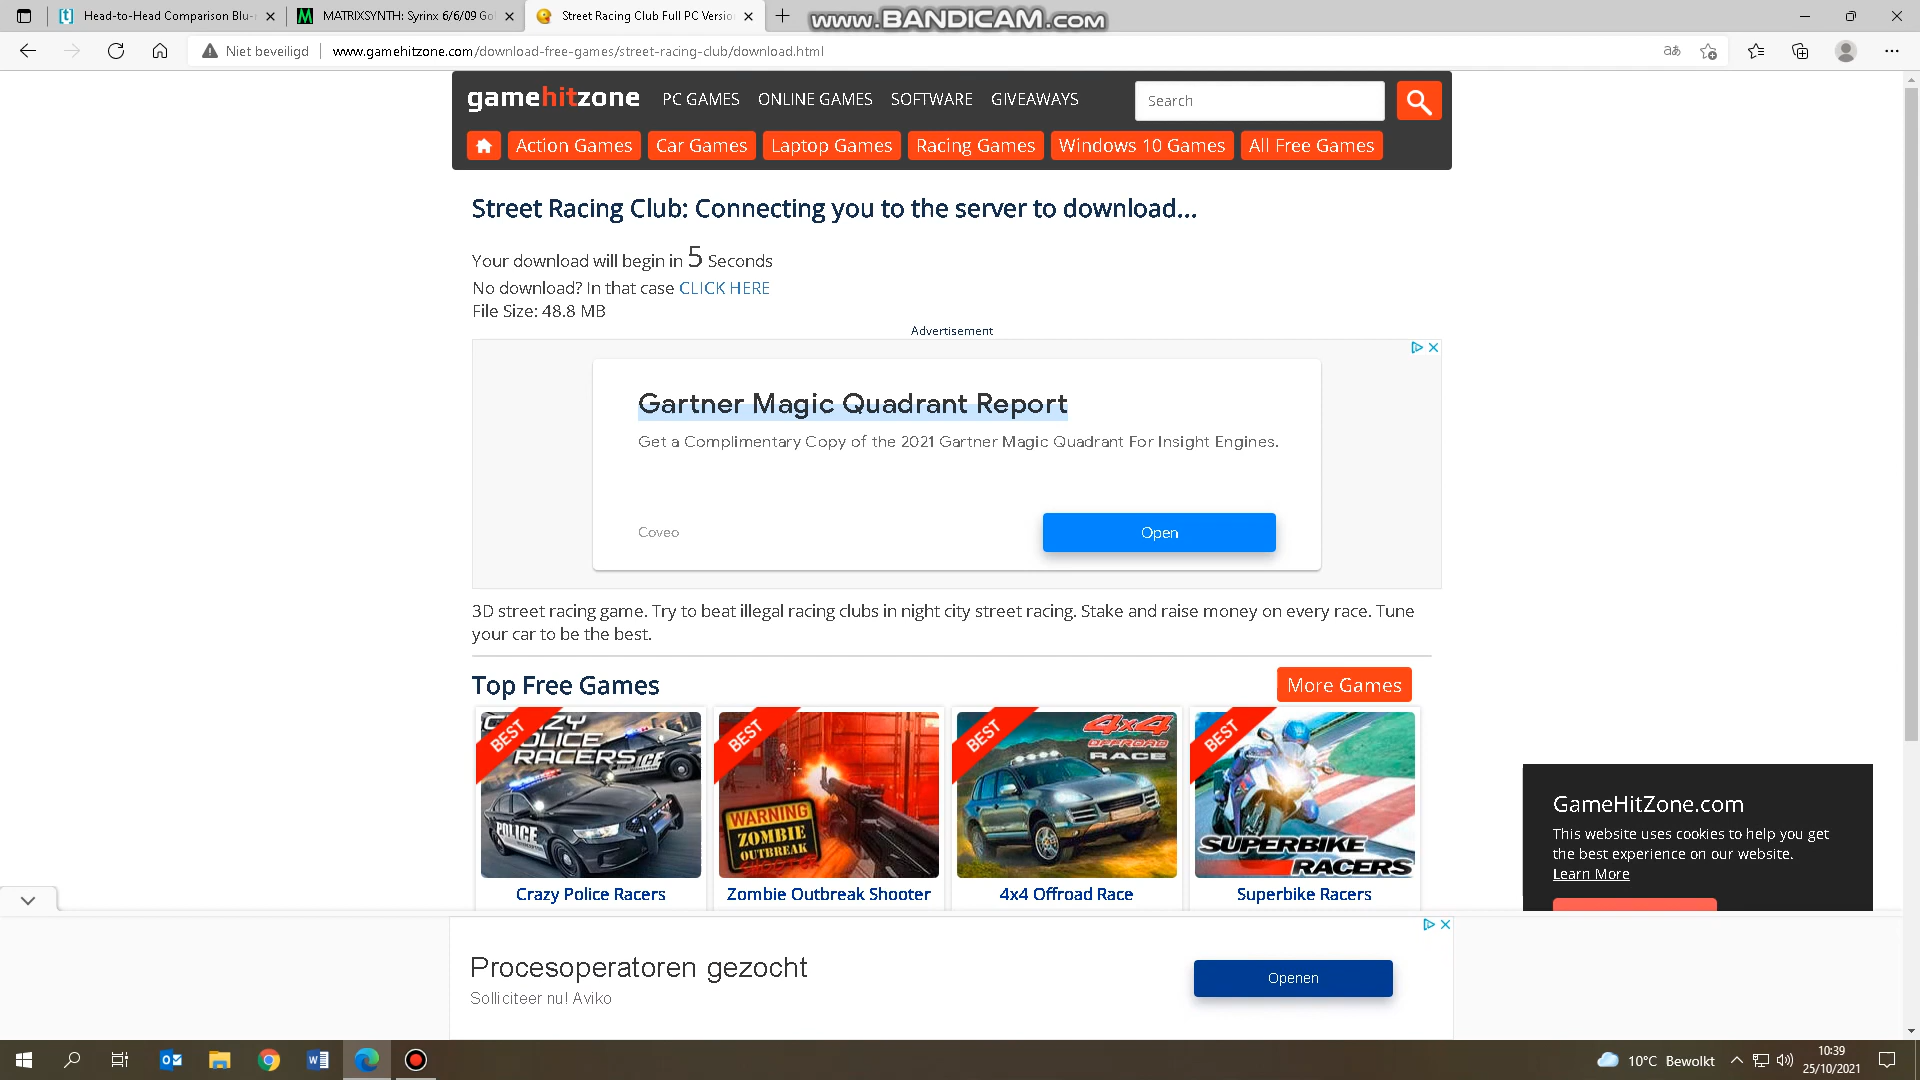 Head-to-Head Comparison Blu-r
MATRIXSYNTH: Syrinx 6/6/09 Go
Street Racing Club Full PC Versio
www.BANDICAM.com
Niet beveiligd
www.gamehitzone.com/download-free-games/street-racing-club/download.html
gamehitzone
PC GAMES
ONLINE GAMES
SOFTWARE
GIVEAWAYS
Search
Action Games
Car Games
Laptop Games
Racing Games
Windows 10 Games
All Free Games
Street Racing Club: Connecting you to the server to download...
Your download will begin in 5 Seconds
No download? In that case CLICK HERE
File Size: 48.8 MB
Advertisement
Gartner Magic Quadrant Report
Get a Complimentary Copy of the 2021 Gartner Magic Quadrant For Insight Engines.
Coveo
Open
3D street racing game. Try to beat illegal racing clubs in night city street racing. Stake and raise money on every race. Tune
your car to be the best.
Top Free Games
More Games
BEST
CRAZY
POLICE
RACERS
POLICE
BEST
WARNING
ZOMBIE
OUTBREAK
BEST
4x4
OFFROAD
RACE
BEST
SUPERBIKE
RACERS
Crazy Police Racers
Zombie Outbreak Shooter
4x4 Offroad Race
Superbike Racers
GameHitZone.com
This website uses cookies to help you get
the best experience on our website.
Learn More
Procesoperatoren gezocht
Solliciteer nu! Aviko
Openen
10°C Bewolkt
10:39
25/10/2021